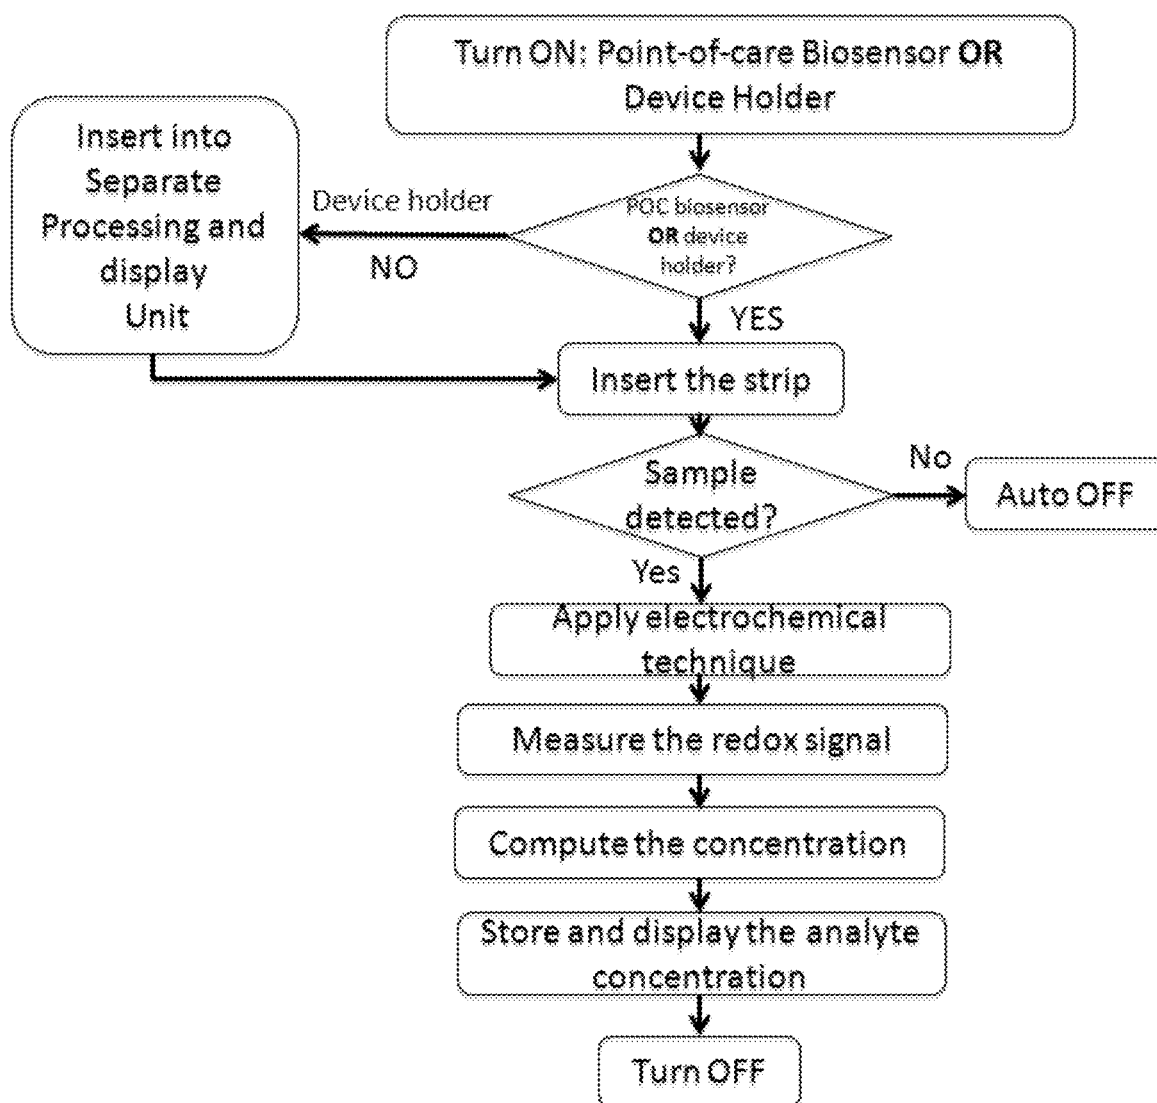 Turn ON: Point-of-care Biosensor OR
Device Holder
Insert into
Separate
Processing and
display
Unit
Device holder
NO
POC biosensor
OR device
holder?
YES
Insert the strip
Sample
detected?
No
Auto OFF
Yes
Apply electrochemical
technique
Measure the redox signal
Compute the concentration
Store and display the analyte
concentration
Turn OFF